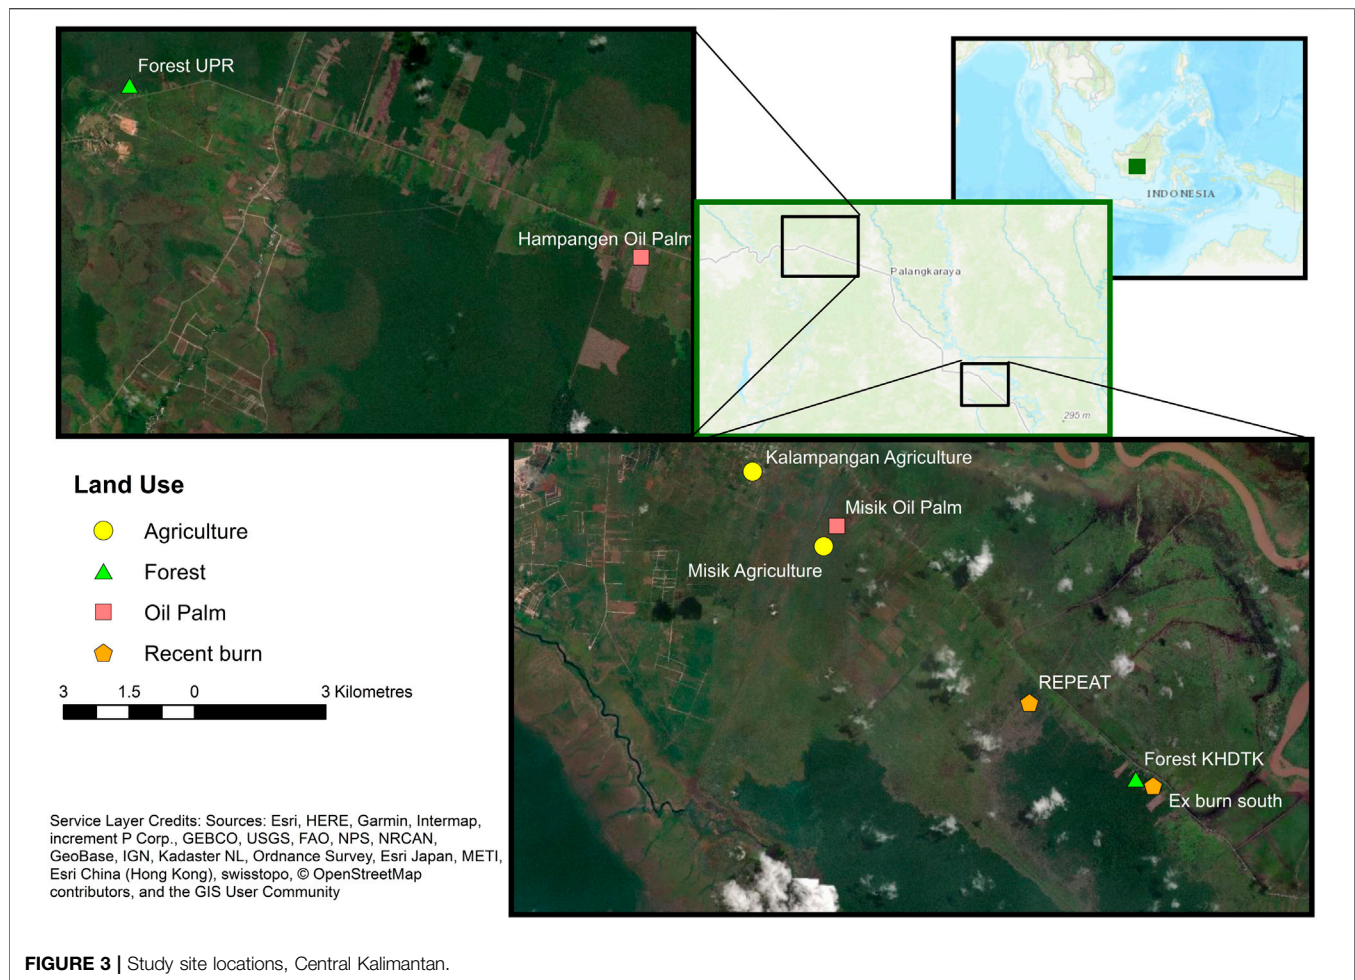 Forest UPR
Hampangen Oil Palm
INDONESIA
Palangkaraya
295 m
Kalampangan Agriculture
Misik Oil Palm
Misik Agriculture
REPEAT
Forest KHDTK
Ex burn south
Land Use
Agriculture
Forest
Oil Palm
Recent burn
3 1.5 0 3 Kilometres
Service Layer Credits: Sources: Esri, HERE, Garmin, Intermap,
increment P Corp., GEBCO, USGS, FAO, NPS, NRCAN,
GeoBase, IGN, Kadaster NL, Ordnance Survey, Esri Japan, METI,
Esri China (Hong Kong), swisstopo, © OpenStreetMap
contributors, and the GIS User Community
FIGURE 3 | Study site locations, Central Kalimantan.